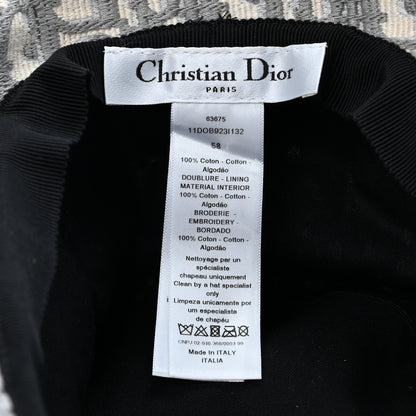 Christian Dior
PARIS
63675
11DOB923I132
58
100% Coton - Cotton -
Algodão
DOUBLURE - LINING
MATERIAL INTERIOR
100% Coton - Cotton -
Algodão
BRODERIE -
EMBROIDERY -
BORDADO
100% Coton - Cotton -
Algodão
Nettoyage par un
spécialiste
chapeau uniquement
Clean by a hat specialist
only
Limpeza unicamente por
um especialista
de chapéu
Made In ITALY
ITALIA